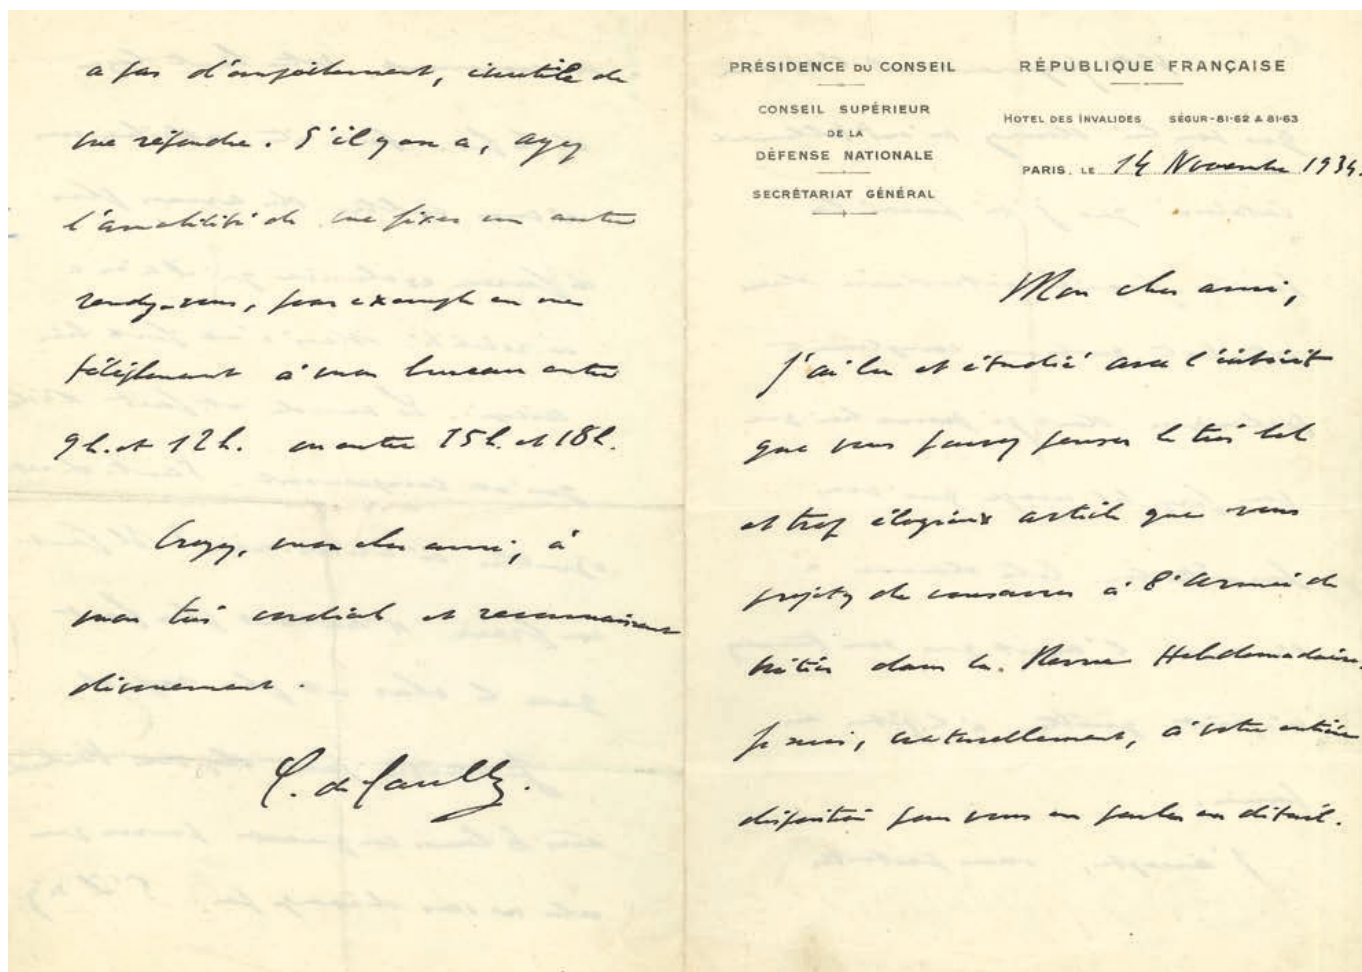 PRÉSIDENCE DU CONSEIL
CONSEIL SUPÉRIEUR
DE LA
DÉFENSE NATIONALE
SECRÉTARIAT GÉNÉRAL
RÉPUBLIQUE FRANÇAISE
HOTEL DES INVALIDES SÉGUR-81-62 & 81-63
PARIS, LE 14 Novembre 1934.
Mon cher ami,
J'ai lu et étudié avec l'intérêt
que vous pouvez penser le très bel
et trop élogieux article que vous
projetez de consacrer à l'Armée de
métier dans la Revue Hebdomadaire.
Je suis, naturellement, à votre entière
disposition pour vous en parler en détail.
a pas d'empêchement, inutile de
me répondre. S'il y en a, ayez
l'amabilité de me fixer un autre
rendez-vous, par exemple en me
téléphonant à mon bureau entre
9h. et 12h. ou entre 15h. et 18h.
Croyez, mon cher ami, à
mon très cordial et reconnaissant
dévouement.
C. de Gaulle.